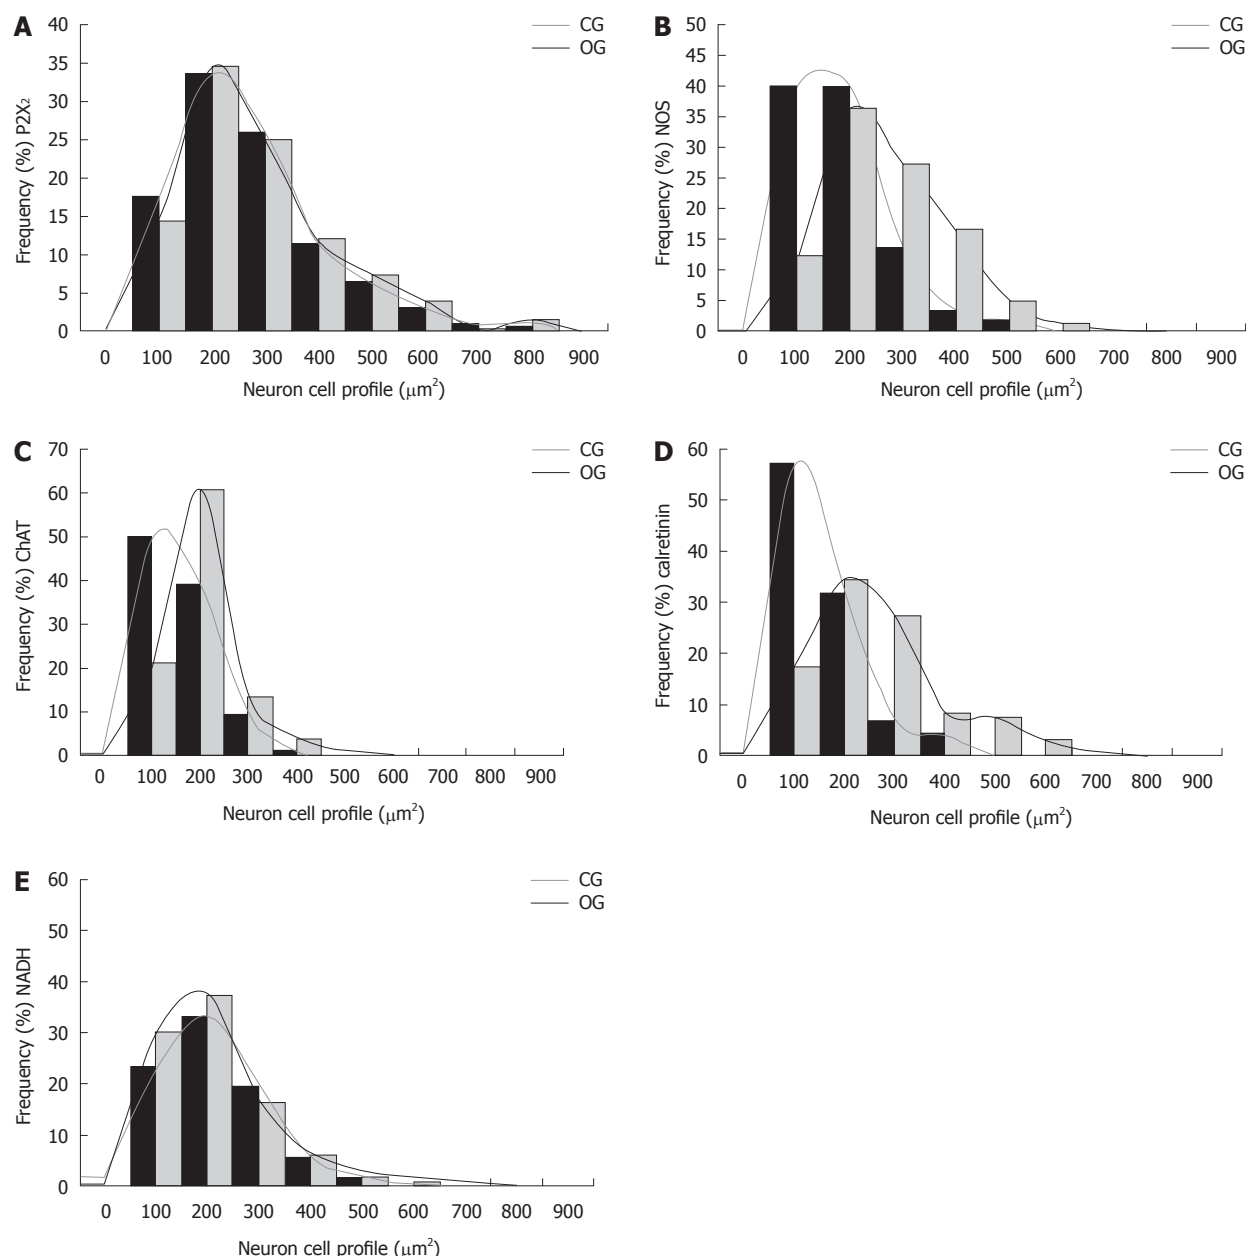 A
CG
OG
40
35
30
25
20
15
10
5
0
Frequency (%) P2X₂
0 100 200 300 400 500 600 700 800 900
Neuron cell profile (μm²)
B
CG
OG
50
45
40
35
30
25
20
15
10
5
0
Frequency (%) NOS
0 100 200 300 400 500 600 700 800 900
Neuron cell profile (μm²)
C
CG
OG
70
60
50
40
30
20
10
0
Frequency (%) ChAT
0 100 200 300 400 500 600 700 800 900
Neuron cell profile (μm²)
D
CG
OG
60
50
40
30
20
10
0
Frequency (%) calretinin
0 100 200 300 400 500 600 700 800 900
Neuron cell profile (μm²)
E
CG
OG
60
50
40
30
20
10
0
Frequency (%) NADH
0 100 200 300 400 500 600 700 800 900
Neuron cell profile (μm²)